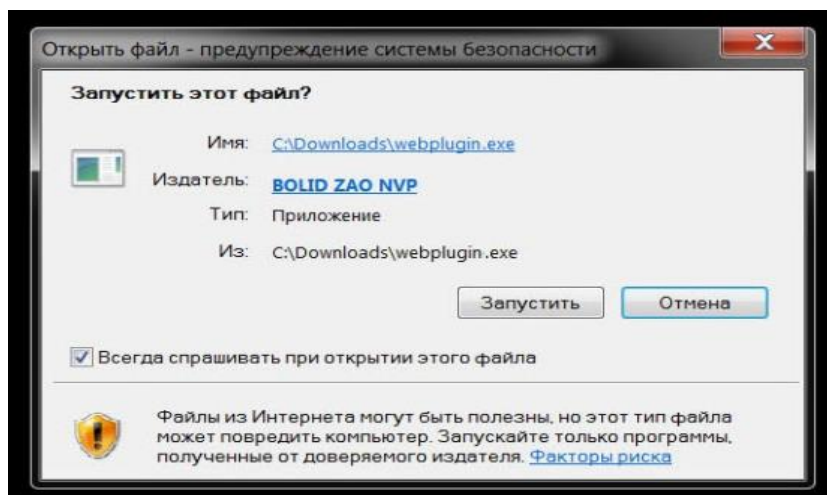 Открыть файл - предупреждение системы безопасности
Запустить этот файл?
Имя: C:\Downloads\webplugin.exe
Издатель: BOLID ZAO NVP
Тип: Приложение
Из: C:\Downloads\webplugin.exe
Запустить Отмена
Всегда спрашивать при открытии этого файла
Файлы из Интернета могут быть полезны, но этот тип файла
может повредить компьютер. Запускайте только программы,
полученные от доверяемого издателя. Факторы риска